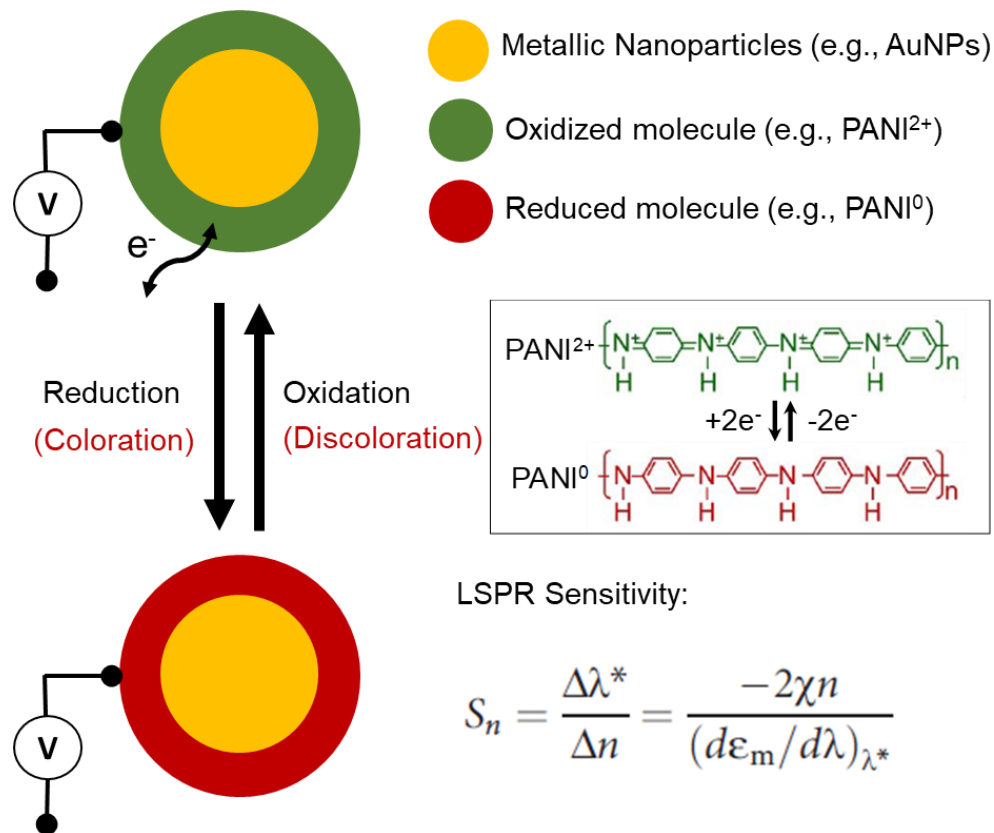 Metallic Nanoparticles (e.g., AuNPs)
Oxidized molecule (e.g., PANI²⁺)
Reduced molecule (e.g., PANI⁰)
V
e⁻
Reduction
(Coloration)
Oxidation
(Discoloration)
PANI²⁺ N⁺ N⁺ N⁺ N⁺ n
H H H H
+2e⁻ -2e⁻
PANI⁰ N N N N n
H H H H
LSPR Sensitivity:
Sₙ = Δλ* / Δn = −2χn / (dεₘ/dλ)λ*
V